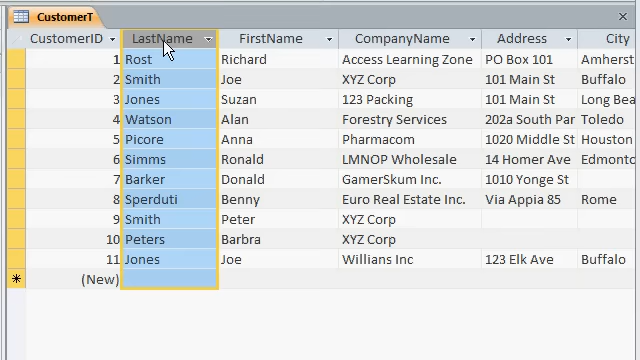 CustomerT
CustomerID LastName FirstName CompanyName Address City
1 Rost Richard Access Learning Zone PO Box 101 Amherst
2 Smith Joe XYZ Corp 101 Main St Buffalo
3 Jones Suzan 123 Packing 101 Main St Long Bea
4 Watson Alan Forestry Services 202a South Par Toledo
5 Picore Anna Pharmacom 1020 Middle St Houston
6 Simms Ronald LMNOP Wholesale 14 Homer Ave Edmonto
7 Barker Donald GamerSkum Inc. 1010 Yonge St
8 Sperduti Benny Euro Real Estate Inc. Via Appia 85 Rome
9 Smith Peter XYZ Corp
10 Peters Barbra XYZ Corp
11 Jones Joe Willians Inc 123 Elk Ave Buffalo
* (New)